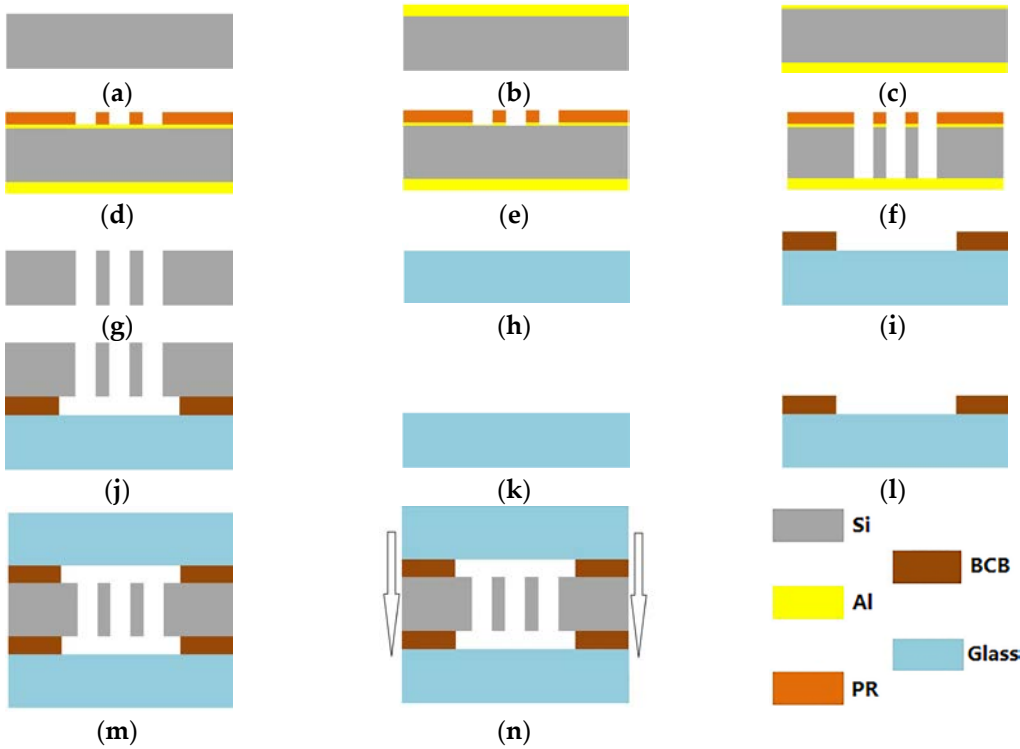 (a)
(b)
(c)
(d)
(e)
(f)
(g)
(h)
(i)
(j)
(k)
(l)
(m)
(n)
Si
BCB
Al
Glass
PR